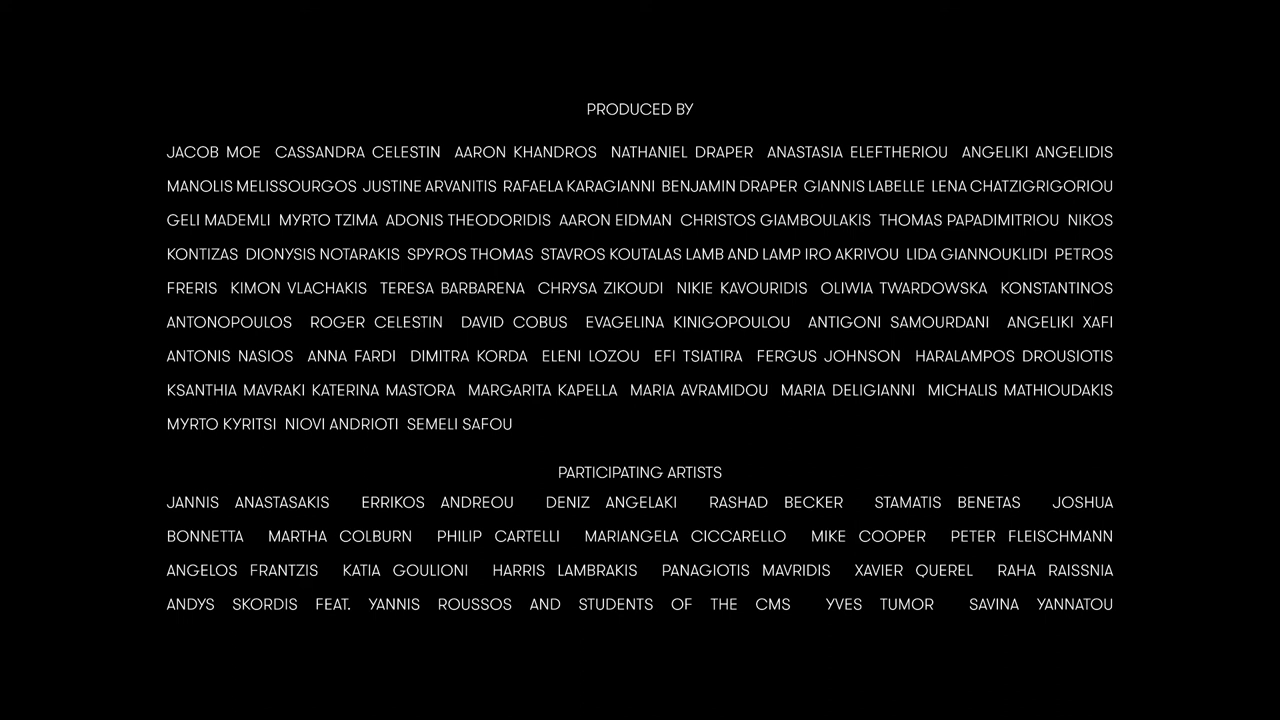 PRODUCED BY
JACOB MOE CASSANDRA CELESTIN AARON KHANDROS NATHANIEL DRAPER ANASTASIA ELEFTHERIOU ANGELIKI ANGELIDIS
MANOLIS MELISSOURGOS JUSTINE ARVANITIS RAFAELA KARAGIANNI BENJAMIN DRAPER GIANNIS LABELLE LENA CHATZIGRIGORIOU
GELI MADEMLI MYRTO TZIMA ADONIS THEODORIDIS AARON EIDMAN CHRISTOS GIAMBOULAKIS THOMAS PAPADIMITRIOU NIKOS
KONTIZAS DIONYSIS NOTARAKIS SPYROS THOMAS STAVROS KOUTALAS LAMB AND LAMP IRO AKRIVOU LIDA GIANNOUKLIDI PETROS
FRERIS KIMON VLACHAKIS TERESA BARBARENA CHRYSA ZIKOUDI NIKIE KAVOURIDIS OLIWIA TWARDOWSKA KONSTANTINOS
ANTONOPOULOS ROGER CELESTIN DAVID COBUS EVAGELINA KINIGOPOULOU ANTIGONI SAMOURDANI ANGELIKI XAFI
ANTONIS NASIOS ANNA FARDI DIMITRA KORDA ELENI LOZOU EFI TSIATIRA FERGUS JOHNSON HARALAMPOS DROUSIOTIS
KSANTHIA MAVRAKI KATERINA MASTORA MARGARITA KAPELLA MARIA AVRAMIDOU MARIA DELIGIANNI MICHALIS MATHIOUDAKIS
MYRTO KYRITSI NIOVI ANDRIOTI SEMELI SAFOU
PARTICIPATING ARTISTS
JANNIS ANASTASAKIS ERRIKOS ANDREOU DENIZ ANGELAKI RASHAD BECKER STAMATIS BENETAS JOSHUA
BONNETTA MARTHA COLBURN PHILIP CARTELLI MARIANGELA CICCARELLO MIKE COOPER PETER FLEISCHMANN
ANGELOS FRANTZIS KATIA GOULIONI HARRIS LAMBRAKIS PANAGIOTIS MAVRIDIS XAVIER QUEREL RAHA RAISSNIA
ANDYS SKORDIS FEAT. YANNIS ROUSSOS AND STUDENTS OF THE CMS YVES TUMOR SAVINA YANNATOU